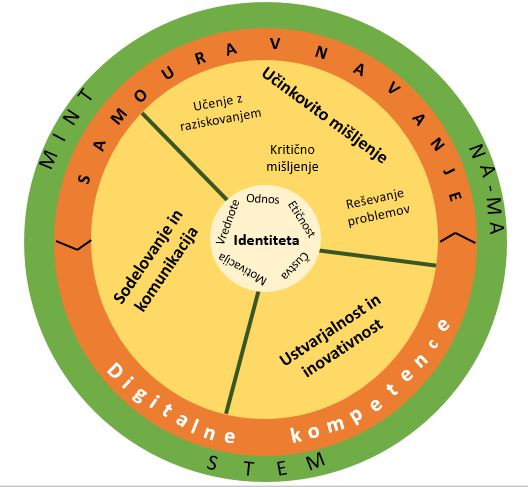 MINT
NA-MA
STEM
SAMOURAVNAVANJE
Digitalne kompetence
Učinkovito mišljenje
Učenje z
raziskovanjem
Kritično
mišljenje
Reševanje
problemov
Sodelovanje in
komunikacija
Ustvarjalnost in
inovativnost
Identiteta
Vrednote
Odnos
Etičnost
Čustva
Motivacija